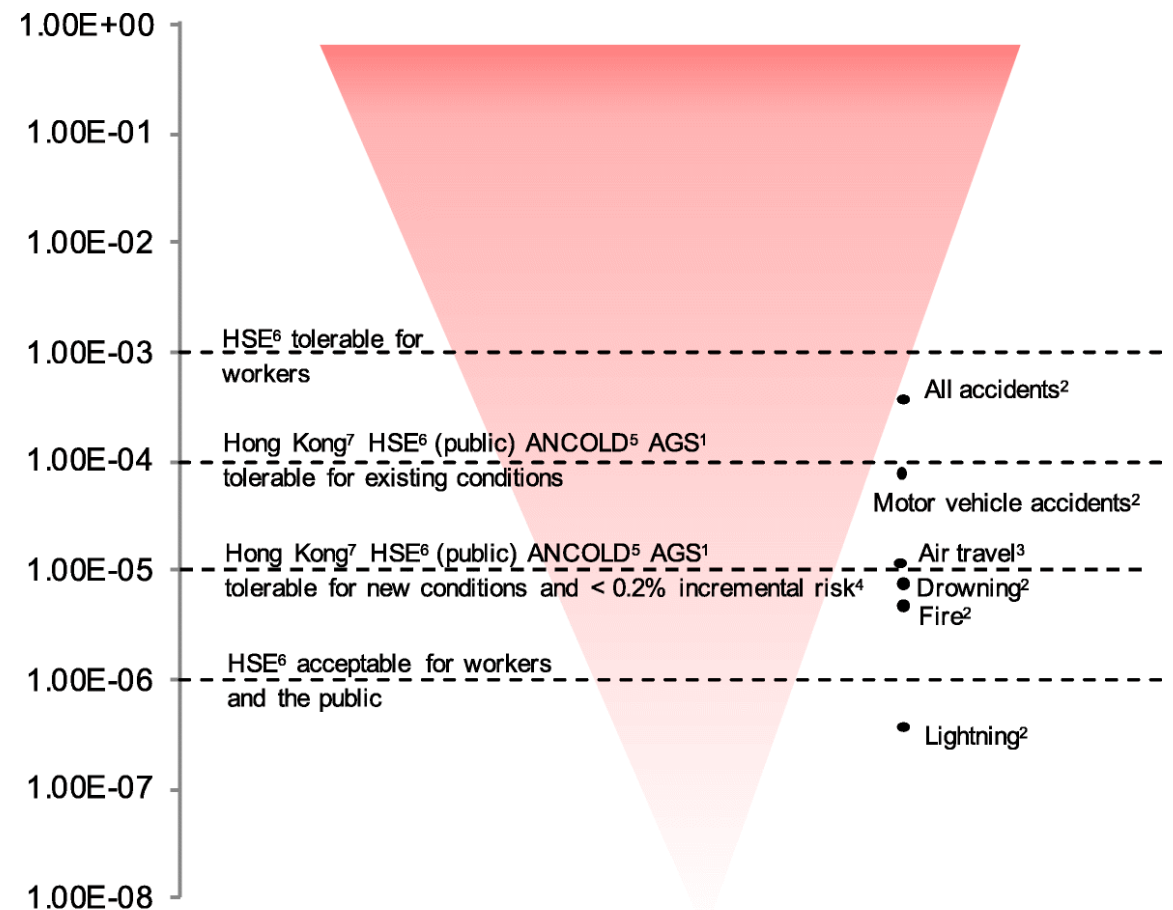 1.00E+00
1.00E-01
1.00E-02
HSE⁶ tolerable for
1.00E-03
workers
All accidents²
Hong Kong⁷ HSE⁶ (public) ANCOLD⁵ AGS¹
1.00E-04
tolerable for existing conditions
Motor vehicle accidents²
Hong Kong⁷ HSE⁶ (public) ANCOLD⁵ AGS¹
Air travel³
1.00E-05
tolerable for new conditions and < 0.2% incremental risk⁴
Drowning²
Fire²
HSE⁶ acceptable for workers
1.00E-06
and the public
Lightning²
1.00E-07
1.00E-08